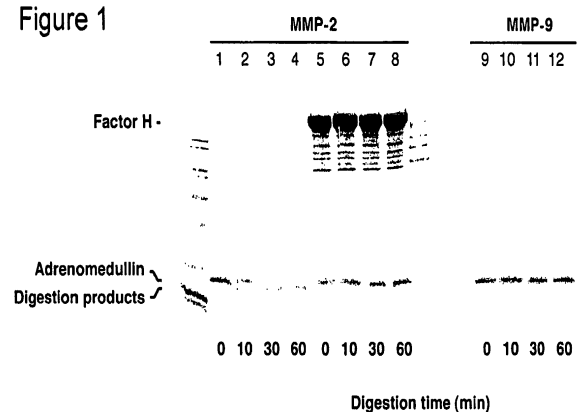 Figure 1
MMP-2 MMP-9
1 2 3 4 5 6 7 8 9 10 11 12
Factor H -
Adrenomedullin
Digestion products
0 10 30 60 0 10 30 60 0 10 30 60
Digestion time (min)